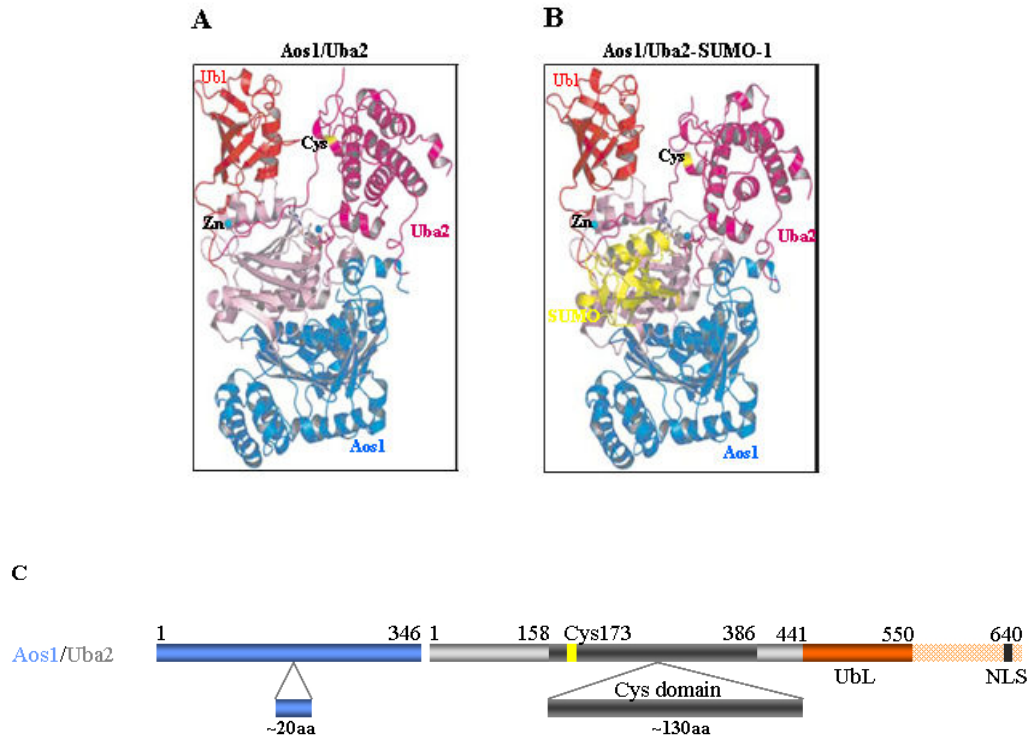 A
B
Aos1/Uba2
Aos1/Uba2-SUMO-1
Ub1
Cys
Zn
Uba2
Aos1
Ub1
Cys
Zn
Uba2
SUMO
Aos1
C
1 346 1 158 Cys173 386 441 550 640
Aos1/Uba2
UbL NLS
Cys domain
~20aa ~130aa